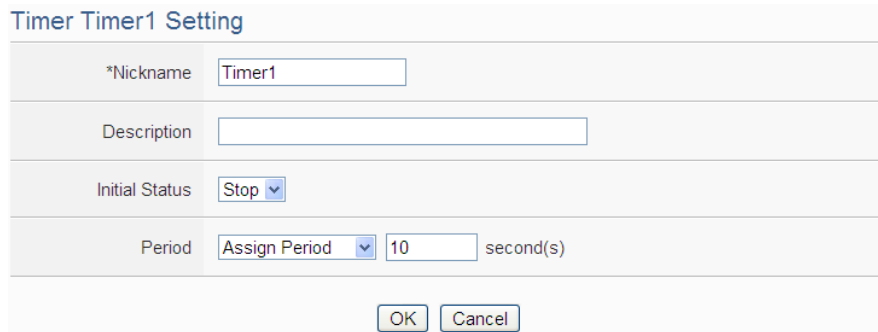 Timer Timer1 Setting
*Nickname Timer1
Description
Initial Status Stop
Period Assign Period 10 second(s)
OK Cancel